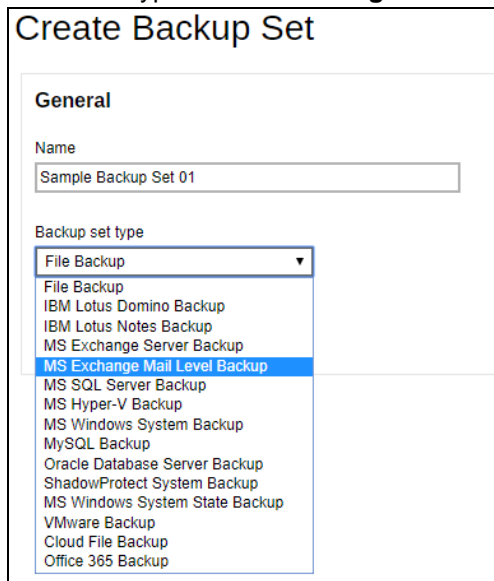 Create Backup Set
General
Name
Sample Backup Set 01
Backup set type
File Backup
File Backup
IBM Lotus Domino Backup
IBM Lotus Notes Backup
MS Exchange Server Backup
MS Exchange Mail Level Backup
MS SQL Server Backup
MS Hyper-V Backup
MS Windows System Backup
MySQL Backup
Oracle Database Server Backup
ShadowProtect System Backup
MS Windows System State Backup
VMware Backup
Cloud File Backup
Office 365 Backup